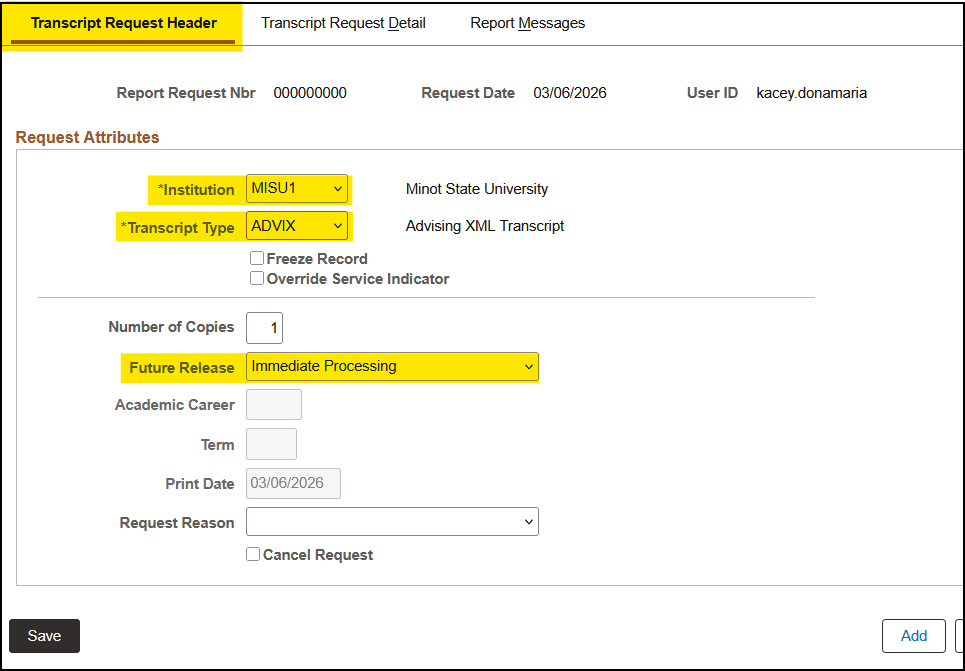 Transcript Request Header Transcript Request Detail Report Messages
Report Request Nbr 000000000 Request Date 03/06/2026 User ID kacey.donamaria
Request Attributes
*Institution MISU1 Minot State University
*Transcript Type ADVIX Advising XML Transcript
Freeze Record
Override Service Indicator
Number of Copies 1
Future Release Immediate Processing
Academic Career
Term
Print Date 03/06/2026
Request Reason
Cancel Request
Save Add